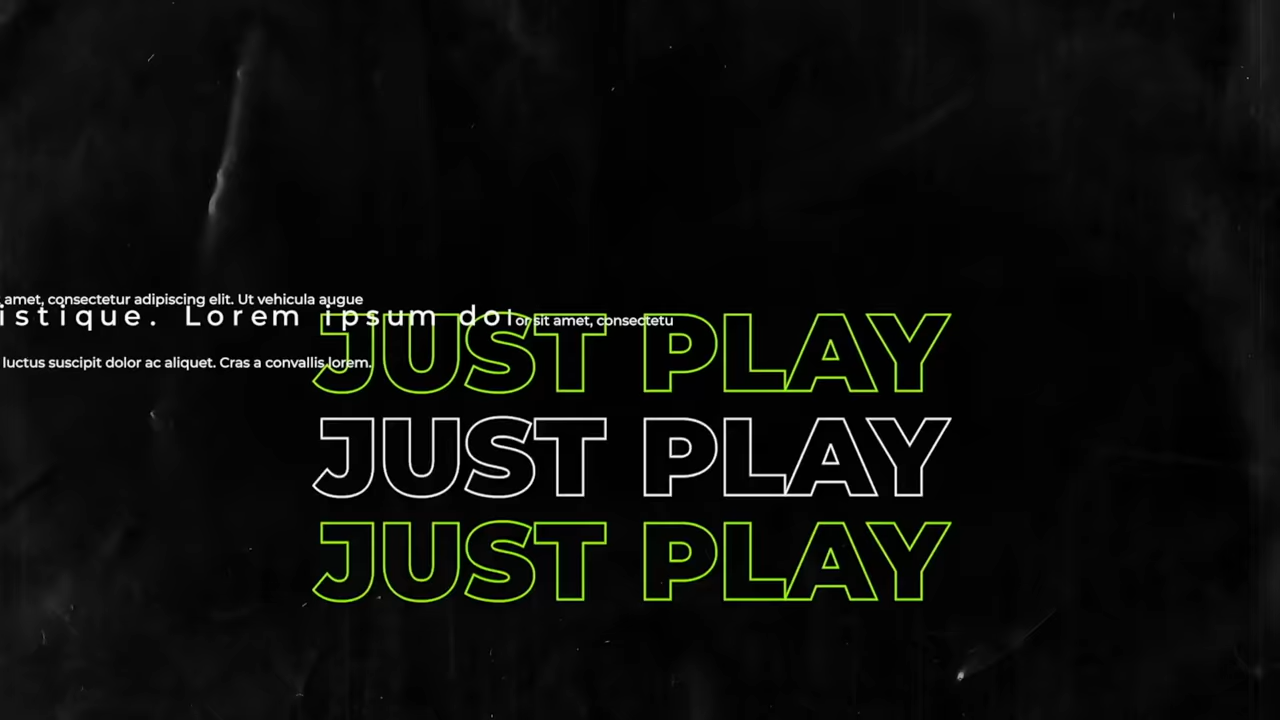 amet, consectetur adipiscing elit. Ut vehicula augue
istique. Lorem ipsum dolor sit amet, consectetu
luctus suscipit dolor ac aliquet. Cras a convallis lorem.
JUST PLAY
JUST PLAY
JUST PLAY